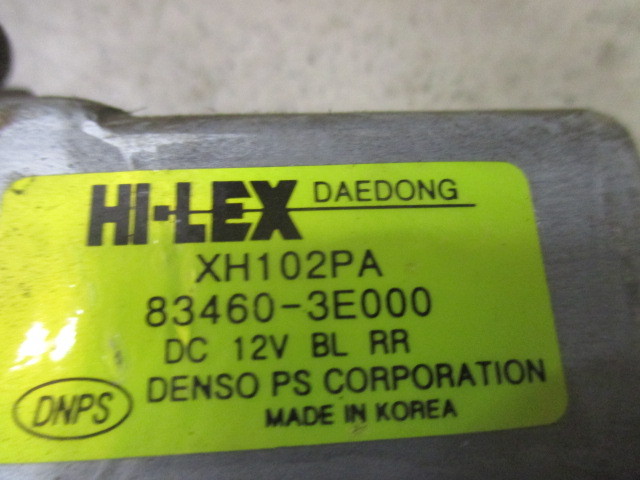 HI-LEX DAEDONG
XH102PA
83460-3E000
DC 12V BL RR
DENSO PS CORPORATION
DNPS
MADE IN KOREA